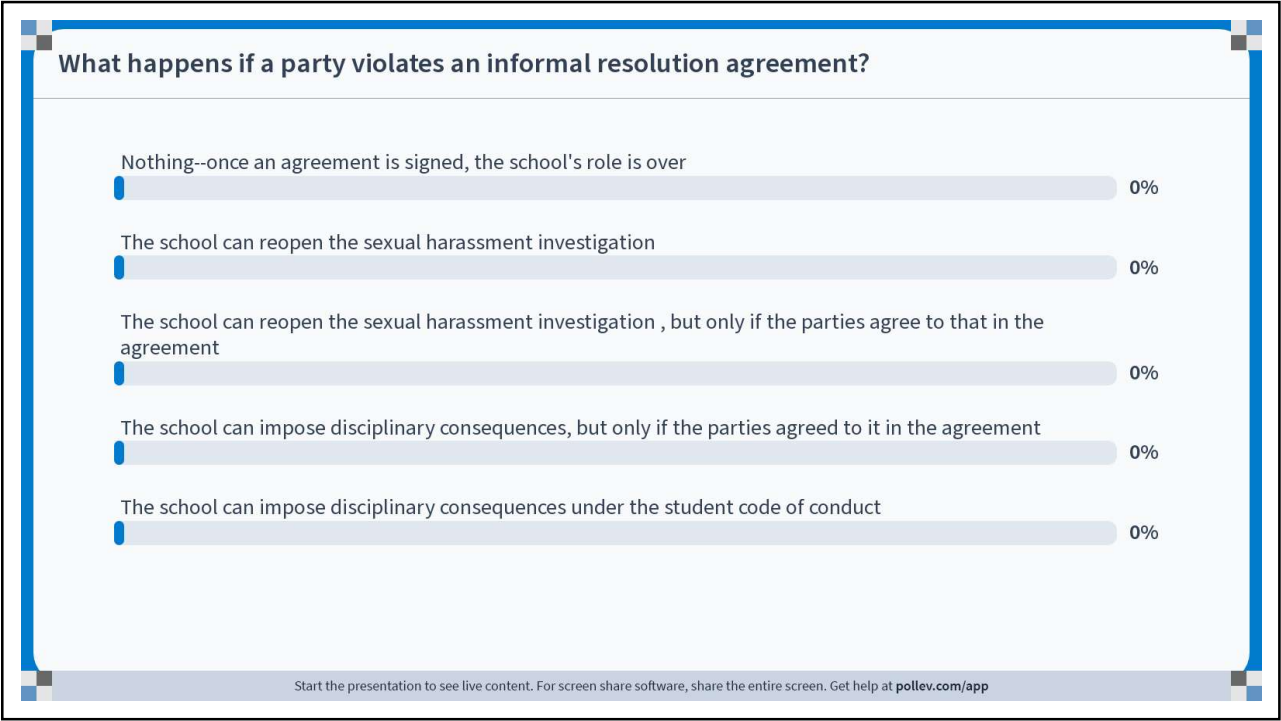 What happens if a party violates an informal resolution agreement?
Nothing--once an agreement is signed, the school's role is over
0%
The school can reopen the sexual harassment investigation
0%
The school can reopen the sexual harassment investigation , but only if the parties agree to that in the
agreement
0%
The school can impose disciplinary consequences, but only if the parties agreed to it in the agreement
0%
The school can impose disciplinary consequences under the student code of conduct
0%
Start the presentation to see live content. For screen share software, share the entire screen. Get help at pollev.com/app